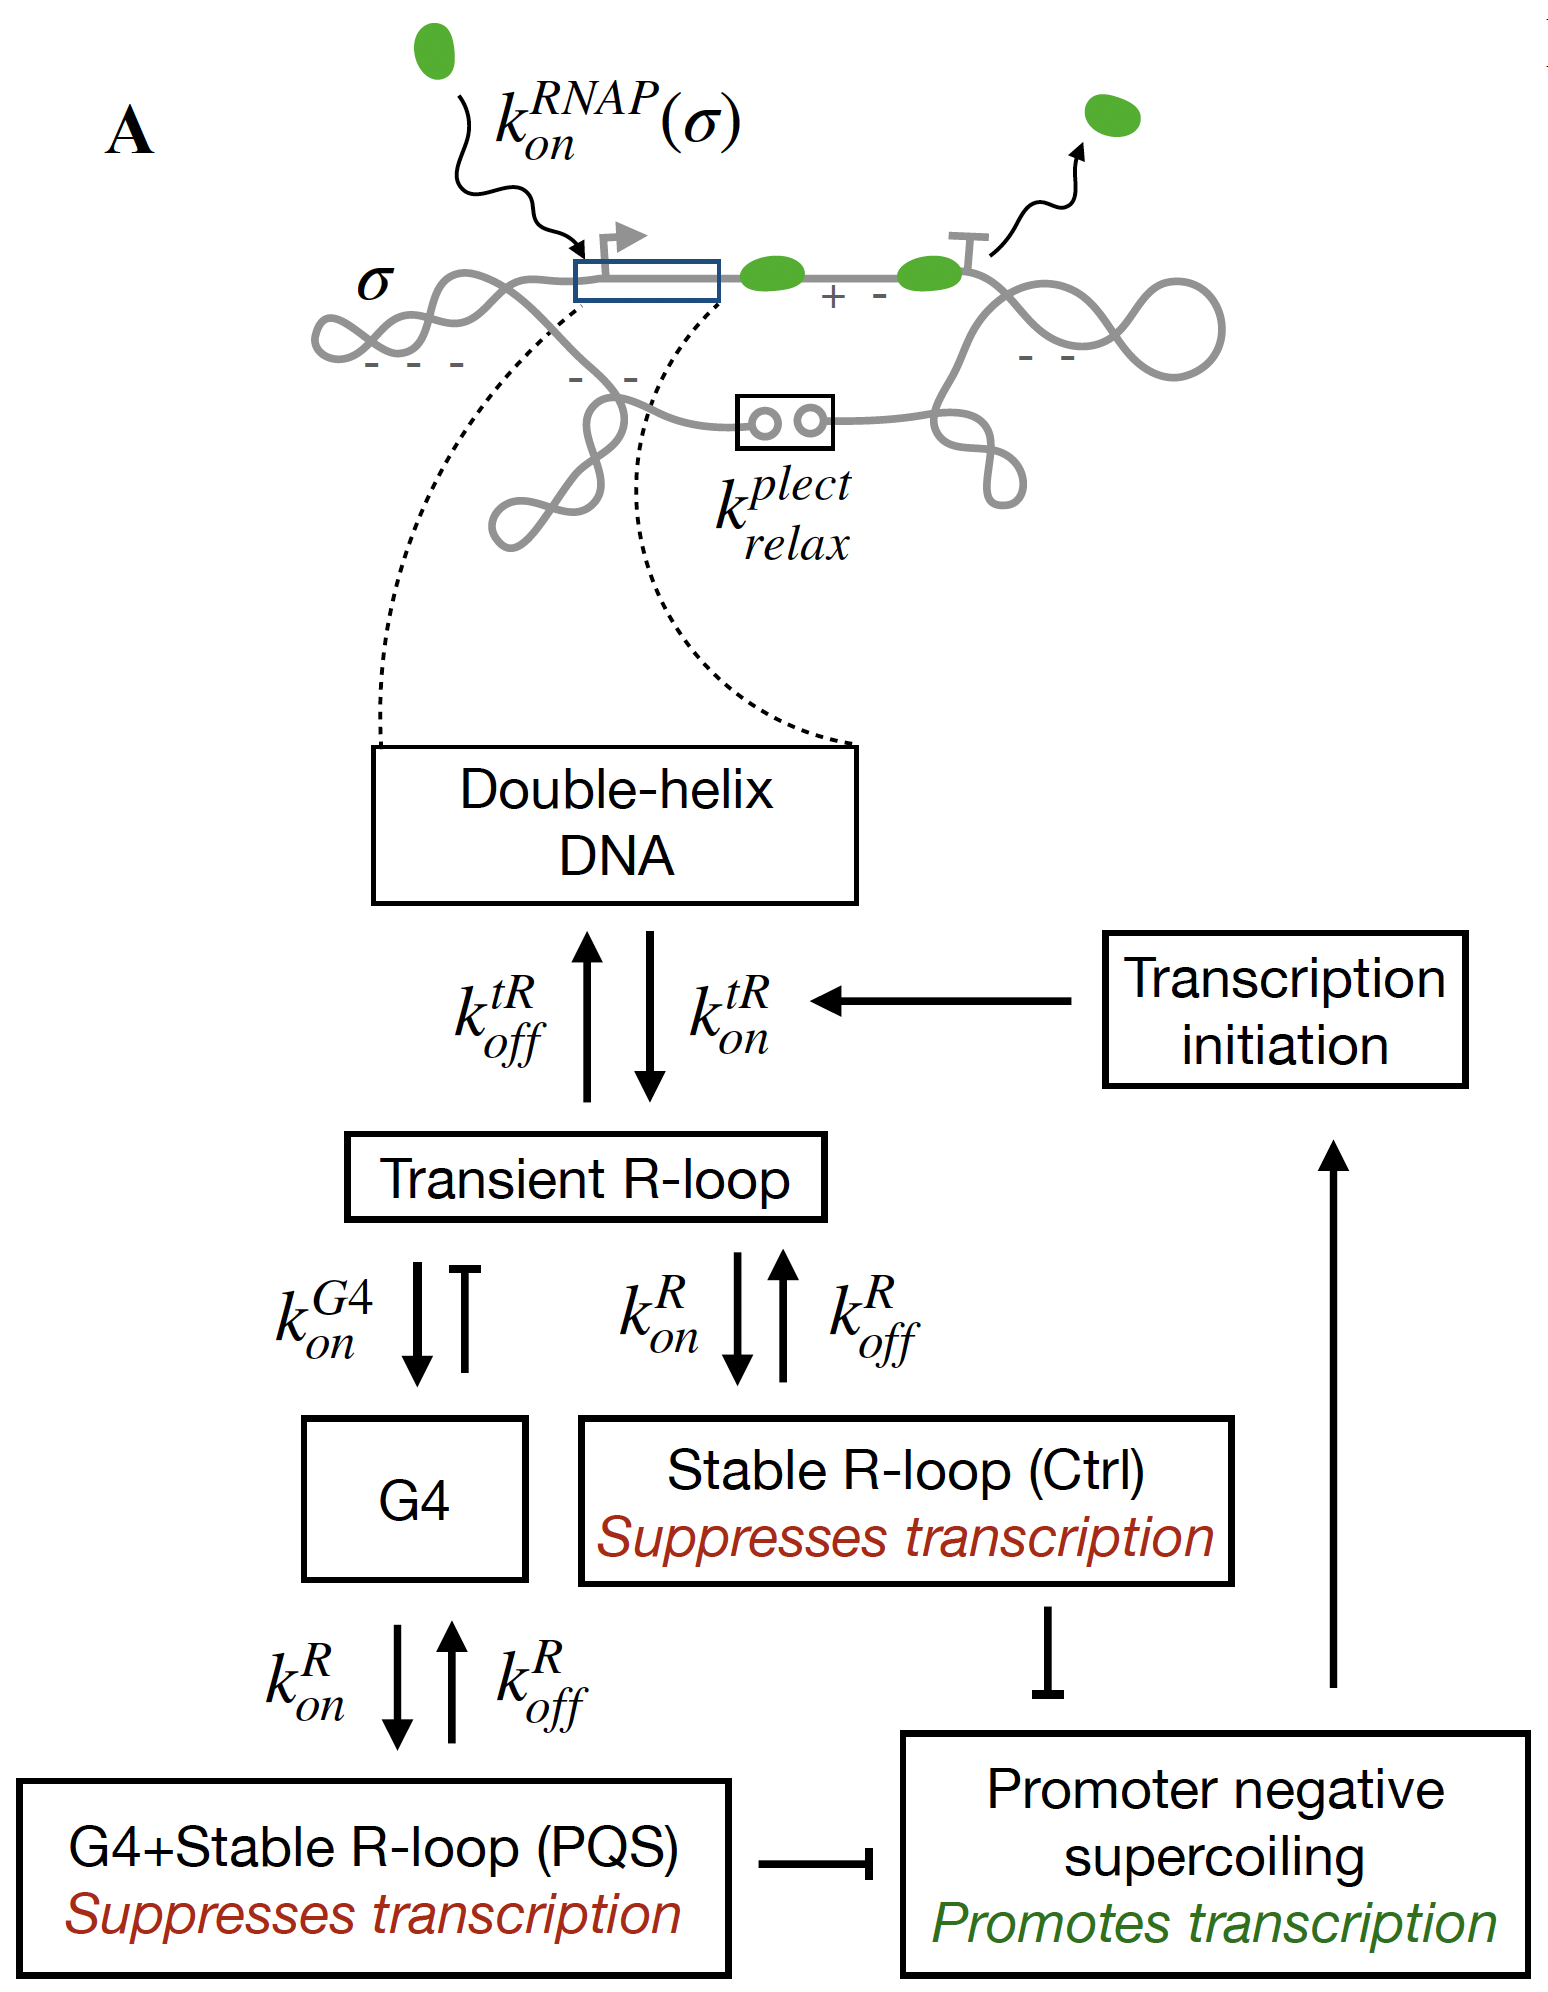 A
k_{on}^{RNAP}(σ)
σ
+ -
- - -
- -
- -
k_{relax}^{plect}
Double-helix
DNA
k_{off}^{tR}
k_{on}^{tR}
Transcription
initiation
Transient R-loop
k_{on}^{G4}
k_{on}^{R}
k_{off}^{R}
G4
Stable R-loop (Ctrl)
Suppresses transcription
k_{on}^{R}
k_{off}^{R}
G4+Stable R-loop (PQS)
Suppresses transcription
Promoter negative
supercoiling
Promotes transcription